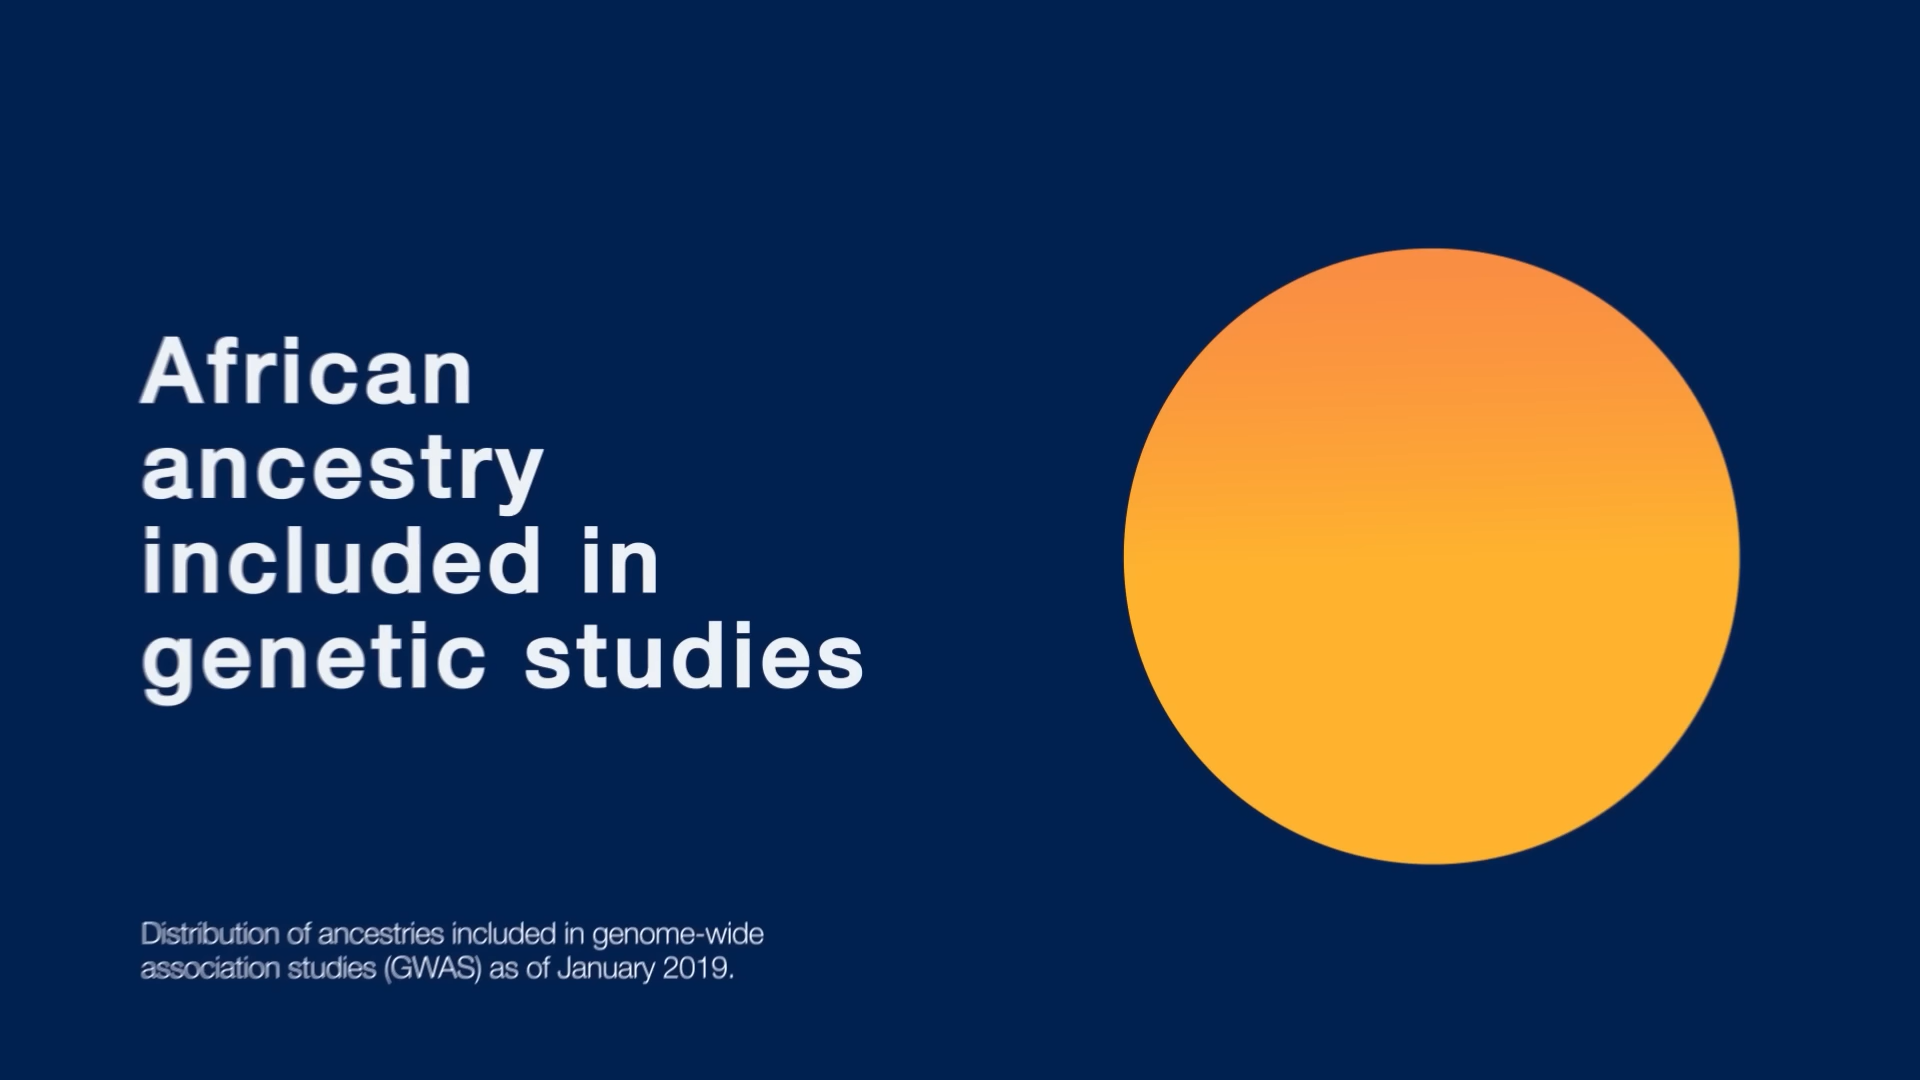 African
ancestry
included in
genetic studies
Distribution of ancestries included in genome-wide
association studies (GWAS) as of January 2019.